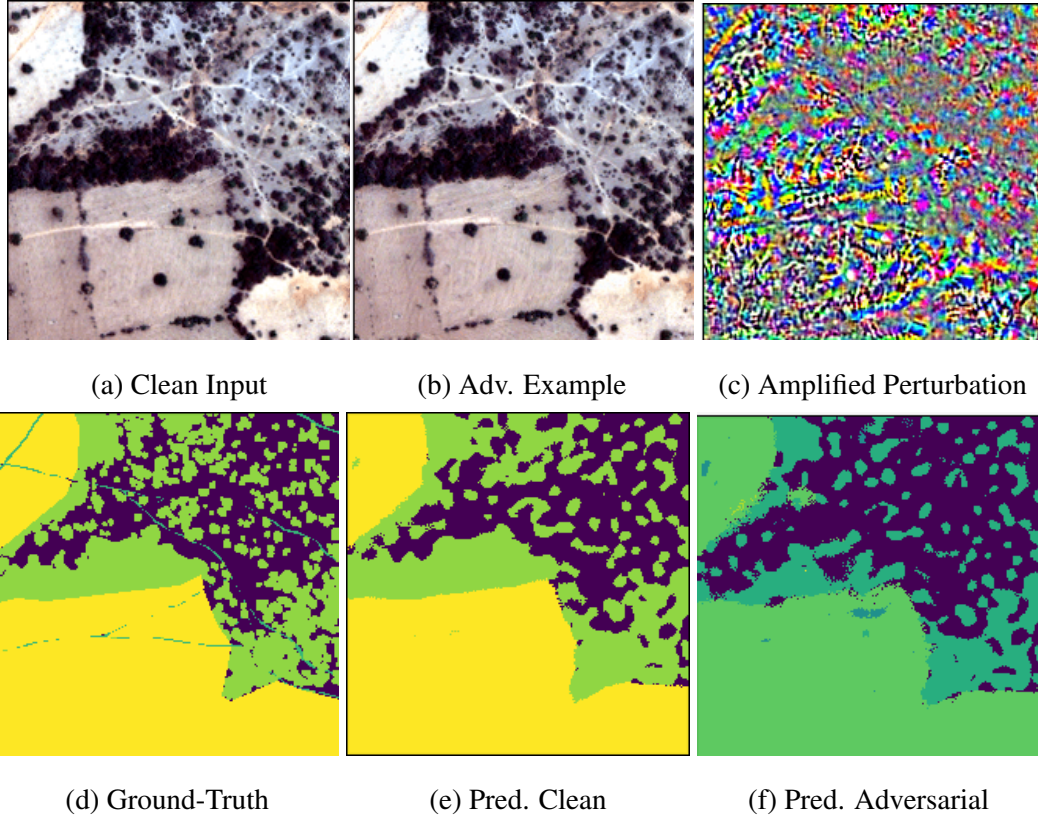 (a) Clean Input
(b) Adv. Example
(c) Amplified Perturbation
(d) Ground-Truth
(e) Pred. Clean
(f) Pred. Adversarial